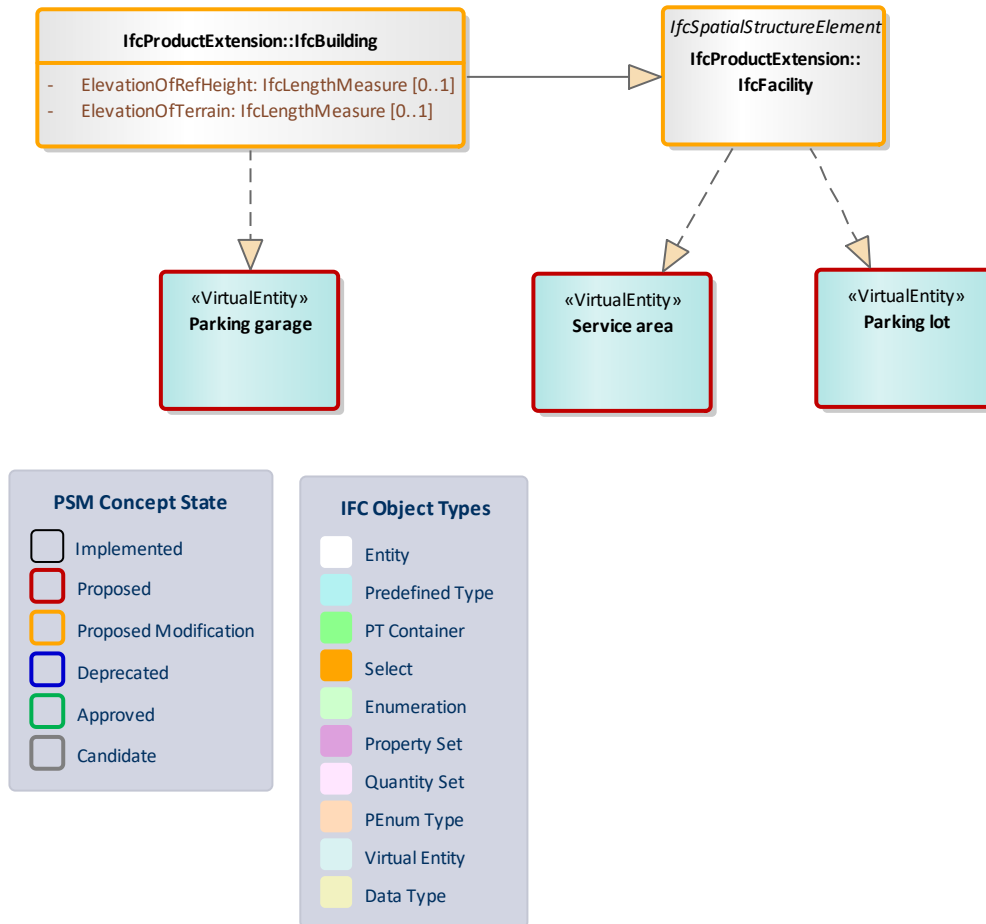 IfcProductExtension::IfcBuilding
- ElevationOfRefHeight: IfcLengthMeasure [0..1]
- ElevationOfTerrain: IfcLengthMeasure [0..1]
IfcSpatialStructureElement
IfcProductExtension::
IfcFacility
«VirtualEntity»
Parking garage
«VirtualEntity»
Service area
«VirtualEntity»
Parking lot
PSM Concept State
Implemented
Proposed
Proposed Modification
Deprecated
Approved
Candidate
IFC Object Types
Entity
Predefined Type
PT Container
Select
Enumeration
Property Set
Quantity Set
PEnum Type
Virtual Entity
Data Type